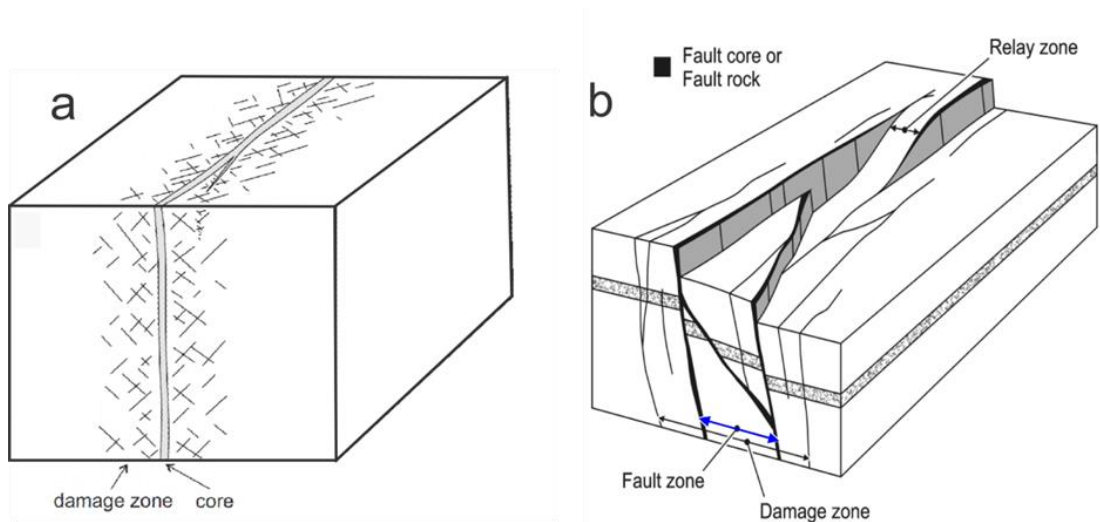 a
damage zone
core
b
Fault core or
Fault rock
Relay zone
Fault zone
Damage zone